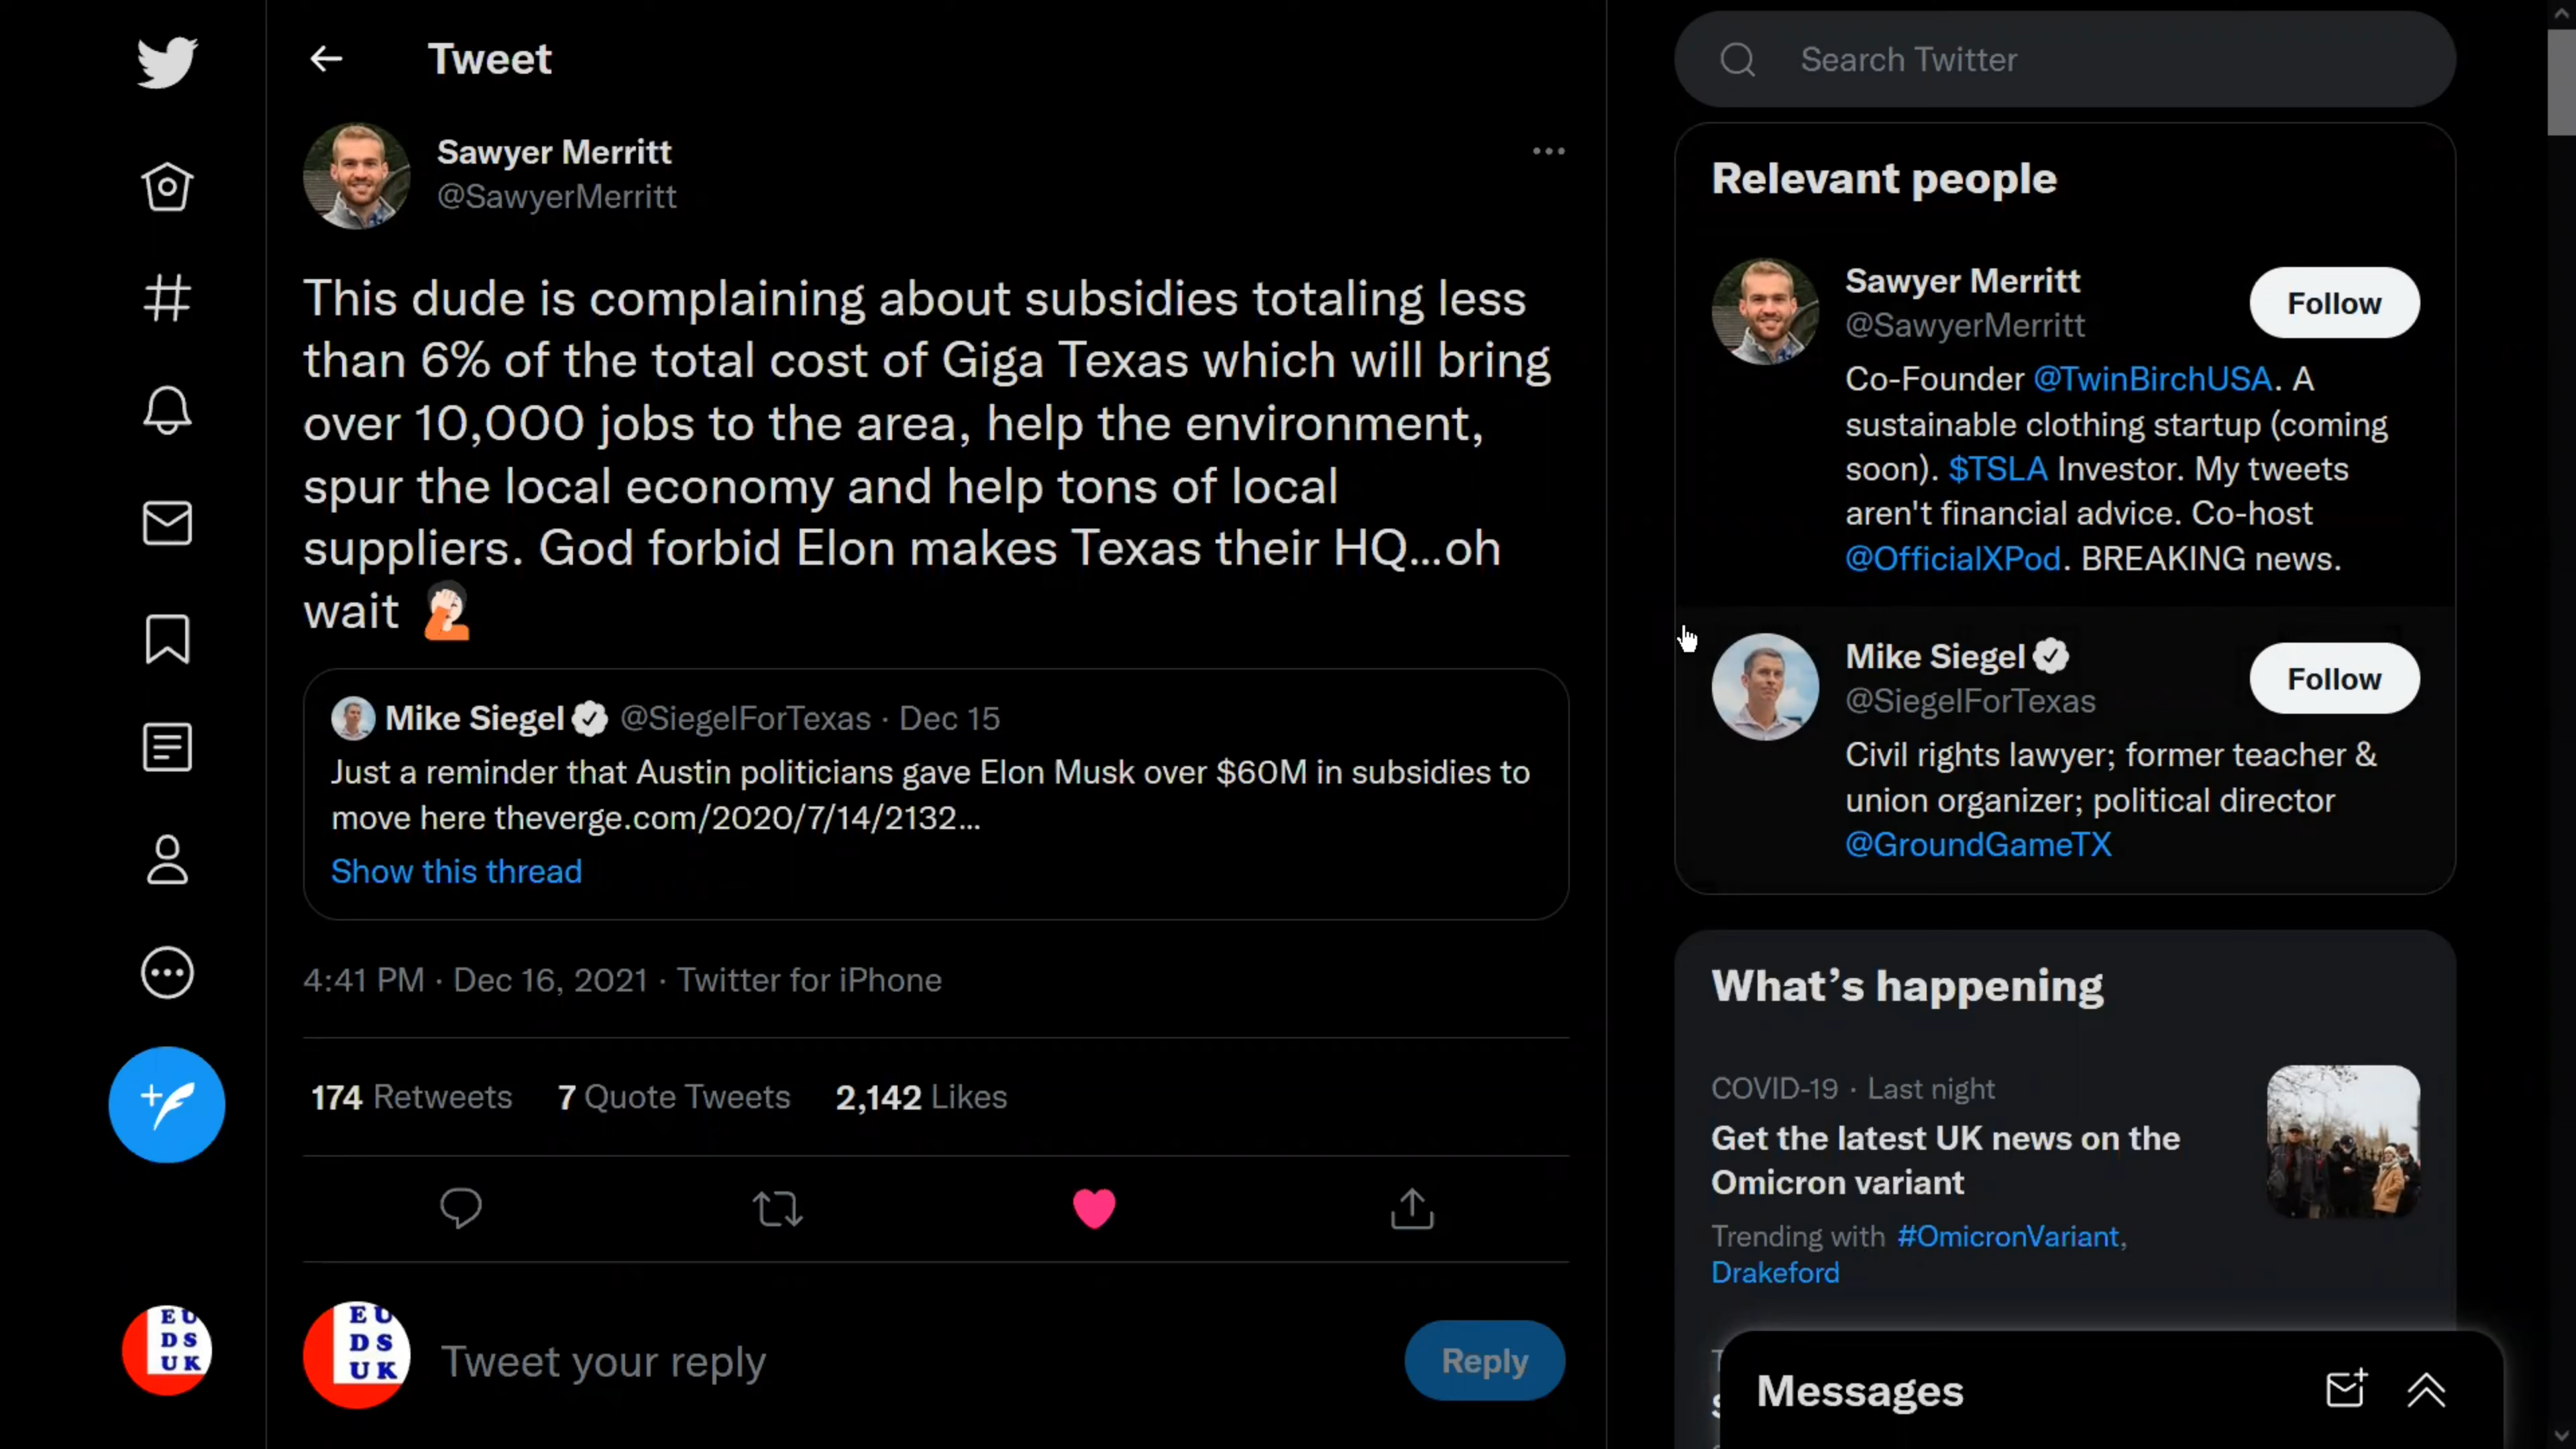 Tweet
Sawyer Merritt
@SawyerMerritt
This dude is complaining about subsidies totaling less
than 6% of the total cost of Giga Texas which will bring
over 10,000 jobs to the area, help the environment,
spur the local economy and help tons of local
suppliers. God forbid Elon makes Texas their HQ...oh
wait
Mike Siegel @SiegelForTexas · Dec 15
Just a reminder that Austin politicians gave Elon Musk over $60M in subsidies to
move here theverge.com/2020/7/14/2132...
Show this thread
4:41 PM · Dec 16, 2021 · Twitter for iPhone
174 Retweets 7 Quote Tweets 2,142 Likes
EU
DS
UK
EU
DS
UK
Tweet your reply
Reply
Search Twitter
Relevant people
Sawyer Merritt
@SawyerMerritt
Follow
Co-Founder @TwinBirchUSA. A
sustainable clothing startup (coming
soon). $TSLA Investor. My tweets
aren't financial advice. Co-host
@OfficialXPod. BREAKING news.
Mike Siegel
@SiegelForTexas
Follow
Civil rights lawyer; former teacher &
union organizer; political director
@GroundGameTX
What's happening
COVID-19 · Last night
Get the latest UK news on the
Omicron variant
Trending with #OmicronVariant,
Drakeford
Messages